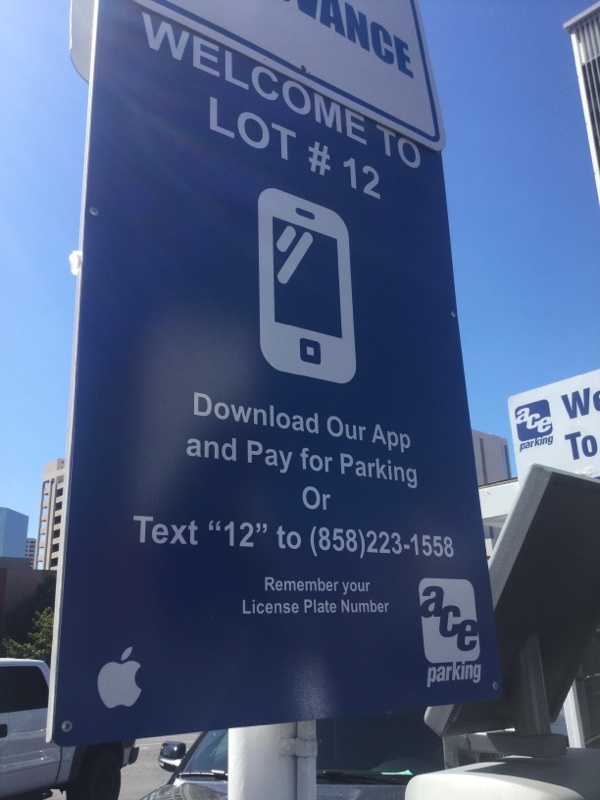 VANCE
WELCOME TO
LOT # 12
Download Our App
and Pay for Parking
Or
Text “12” to (858)223-1558
Remember your
License Plate Number
ace
parking
ace
parking
We
To